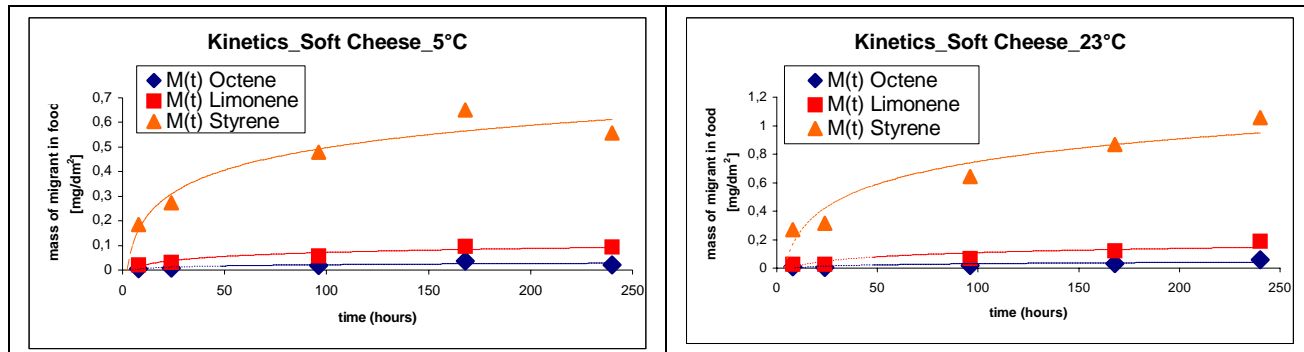 Kinetics_Soft Cheese_5°C
M(t) Octene
M(t) Limonene
M(t) Styrene
mass of migrant in food
[mg/dm²]
0,7
0,6
0,5
0,4
0,3
0,2
0,1
0
0 50 100 150 200 250
time (hours)
Kinetics_Soft Cheese_23°C
M(t) Octene
M(t) Limonene
M(t) Styrene
mass of migrant in food
[mg/dm²]
1,2
1
0,8
0,6
0,4
0,2
0
0 50 100 150 200 250
time (hours)